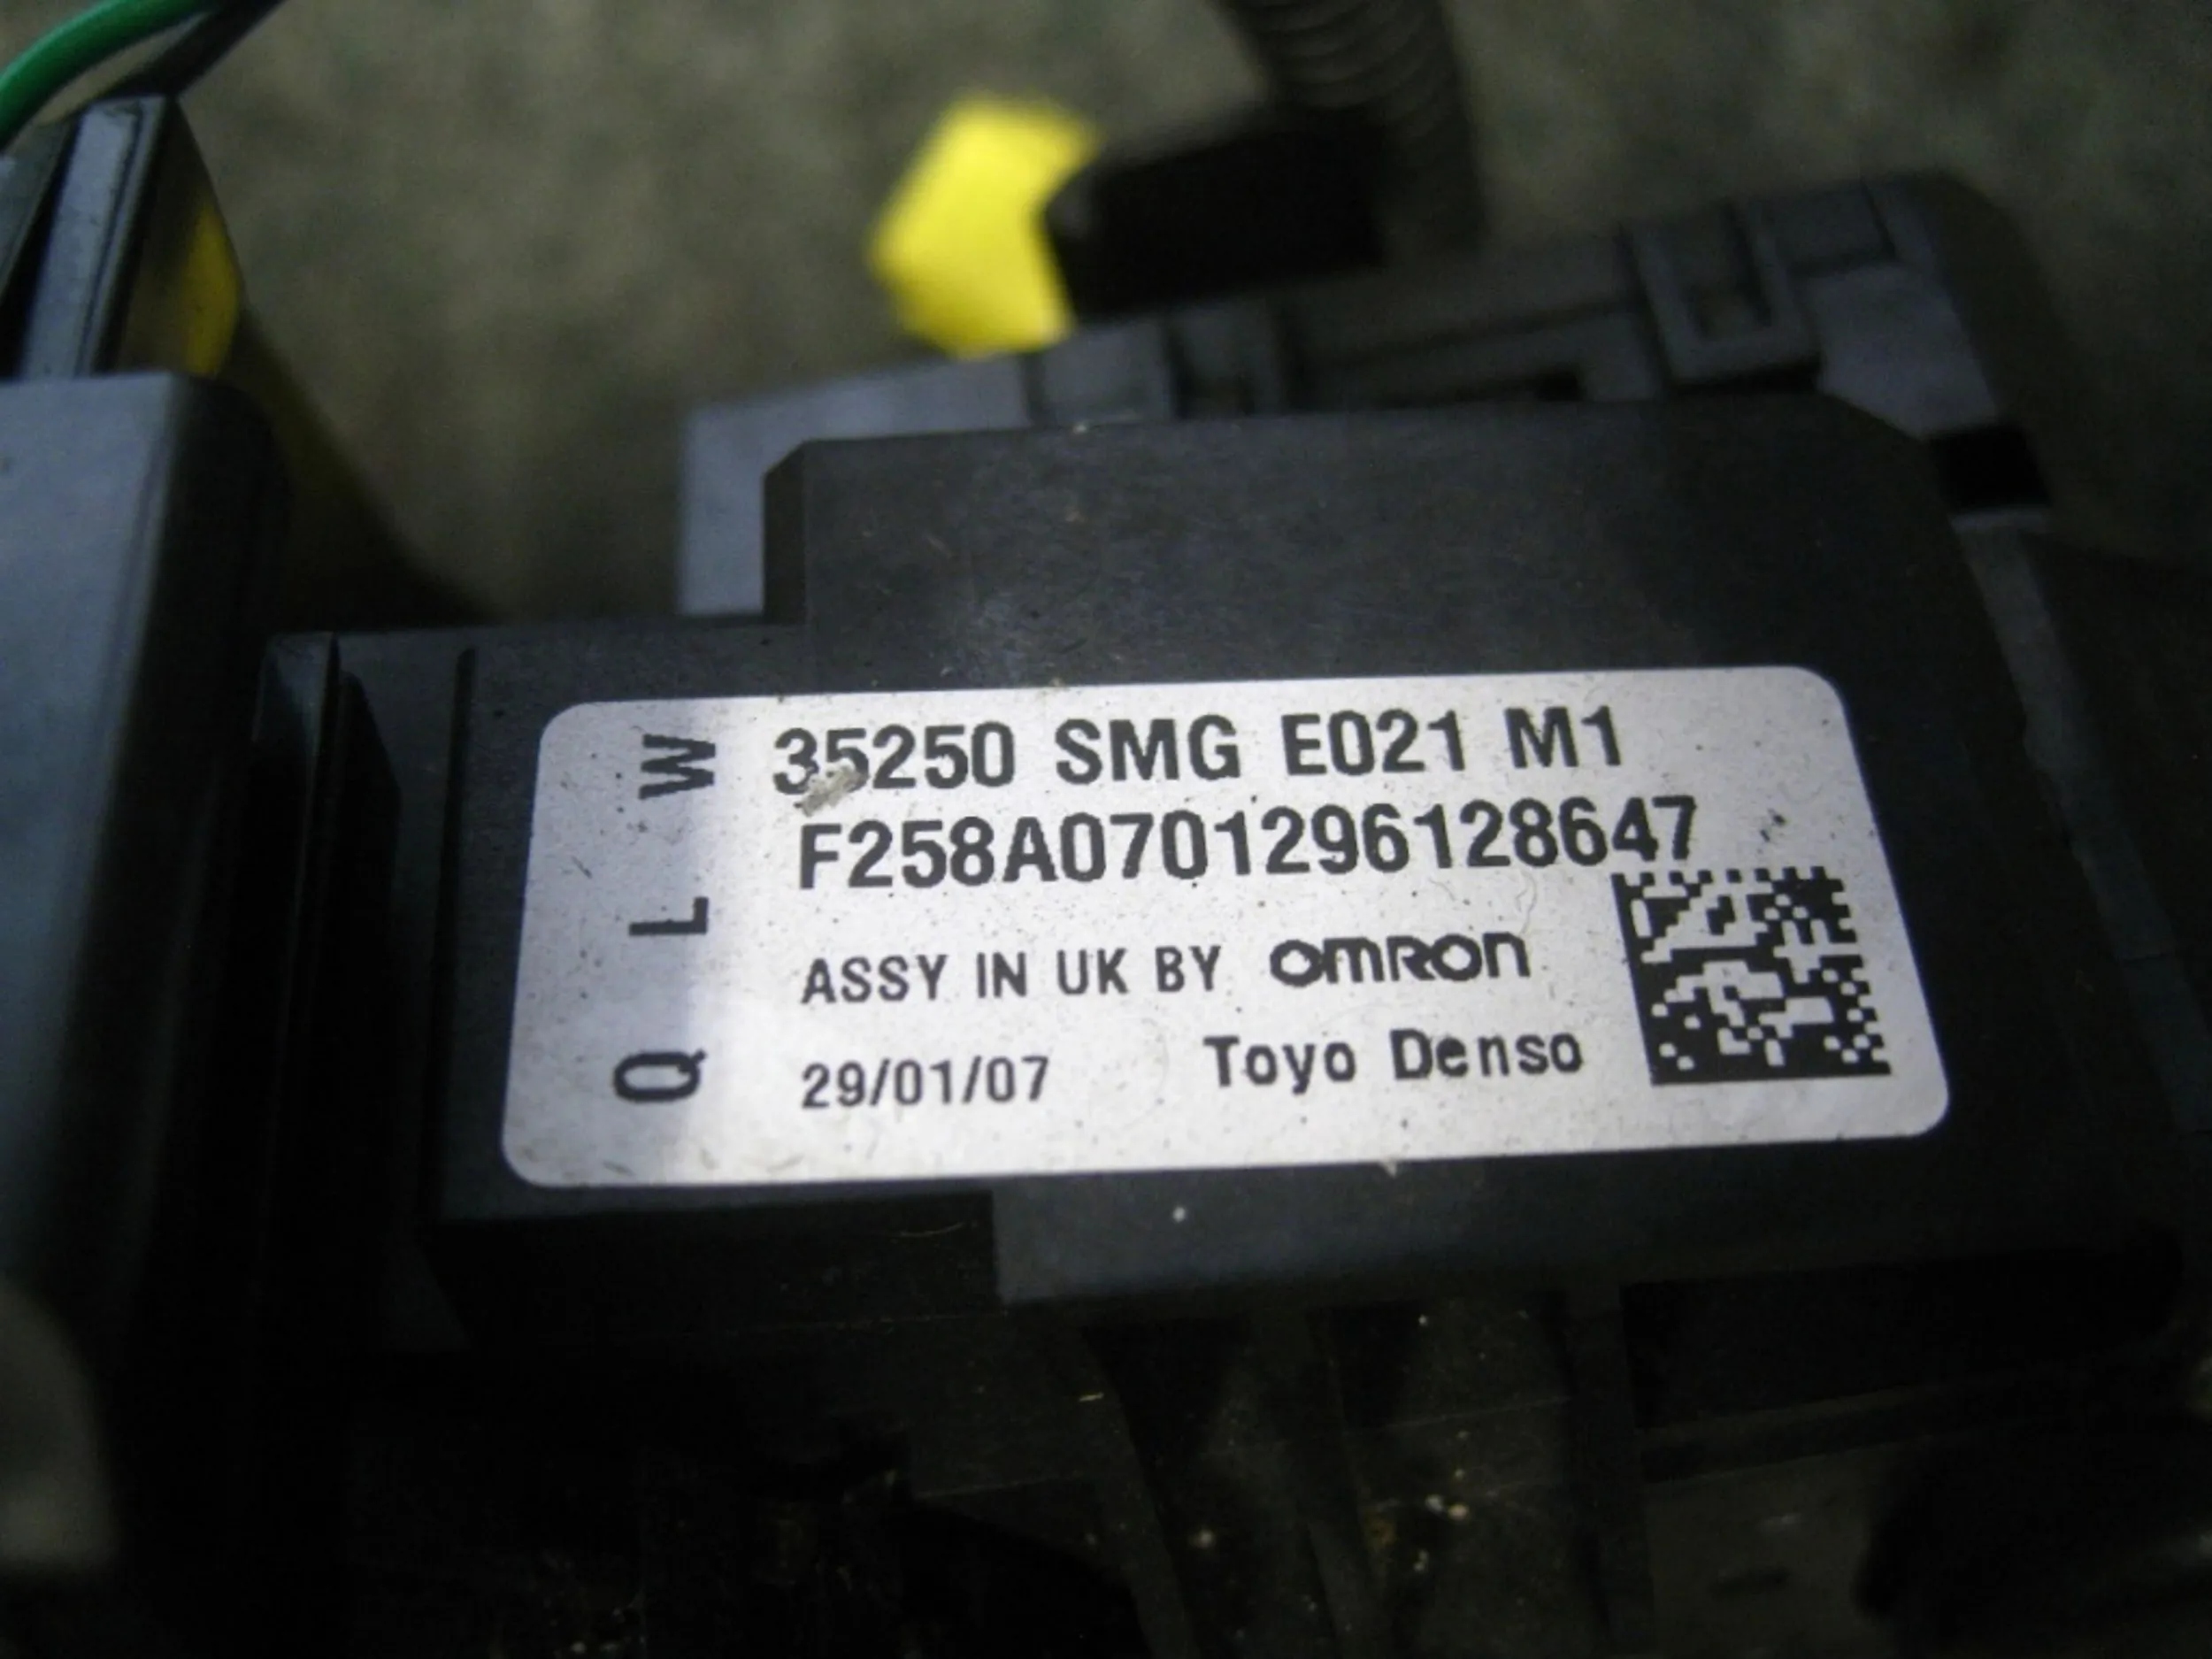 35250 SMG E021 M1
F258A0701296128647
ASSY IN UK BY OMRON
29/01/07 Toyo Denso
Q L W